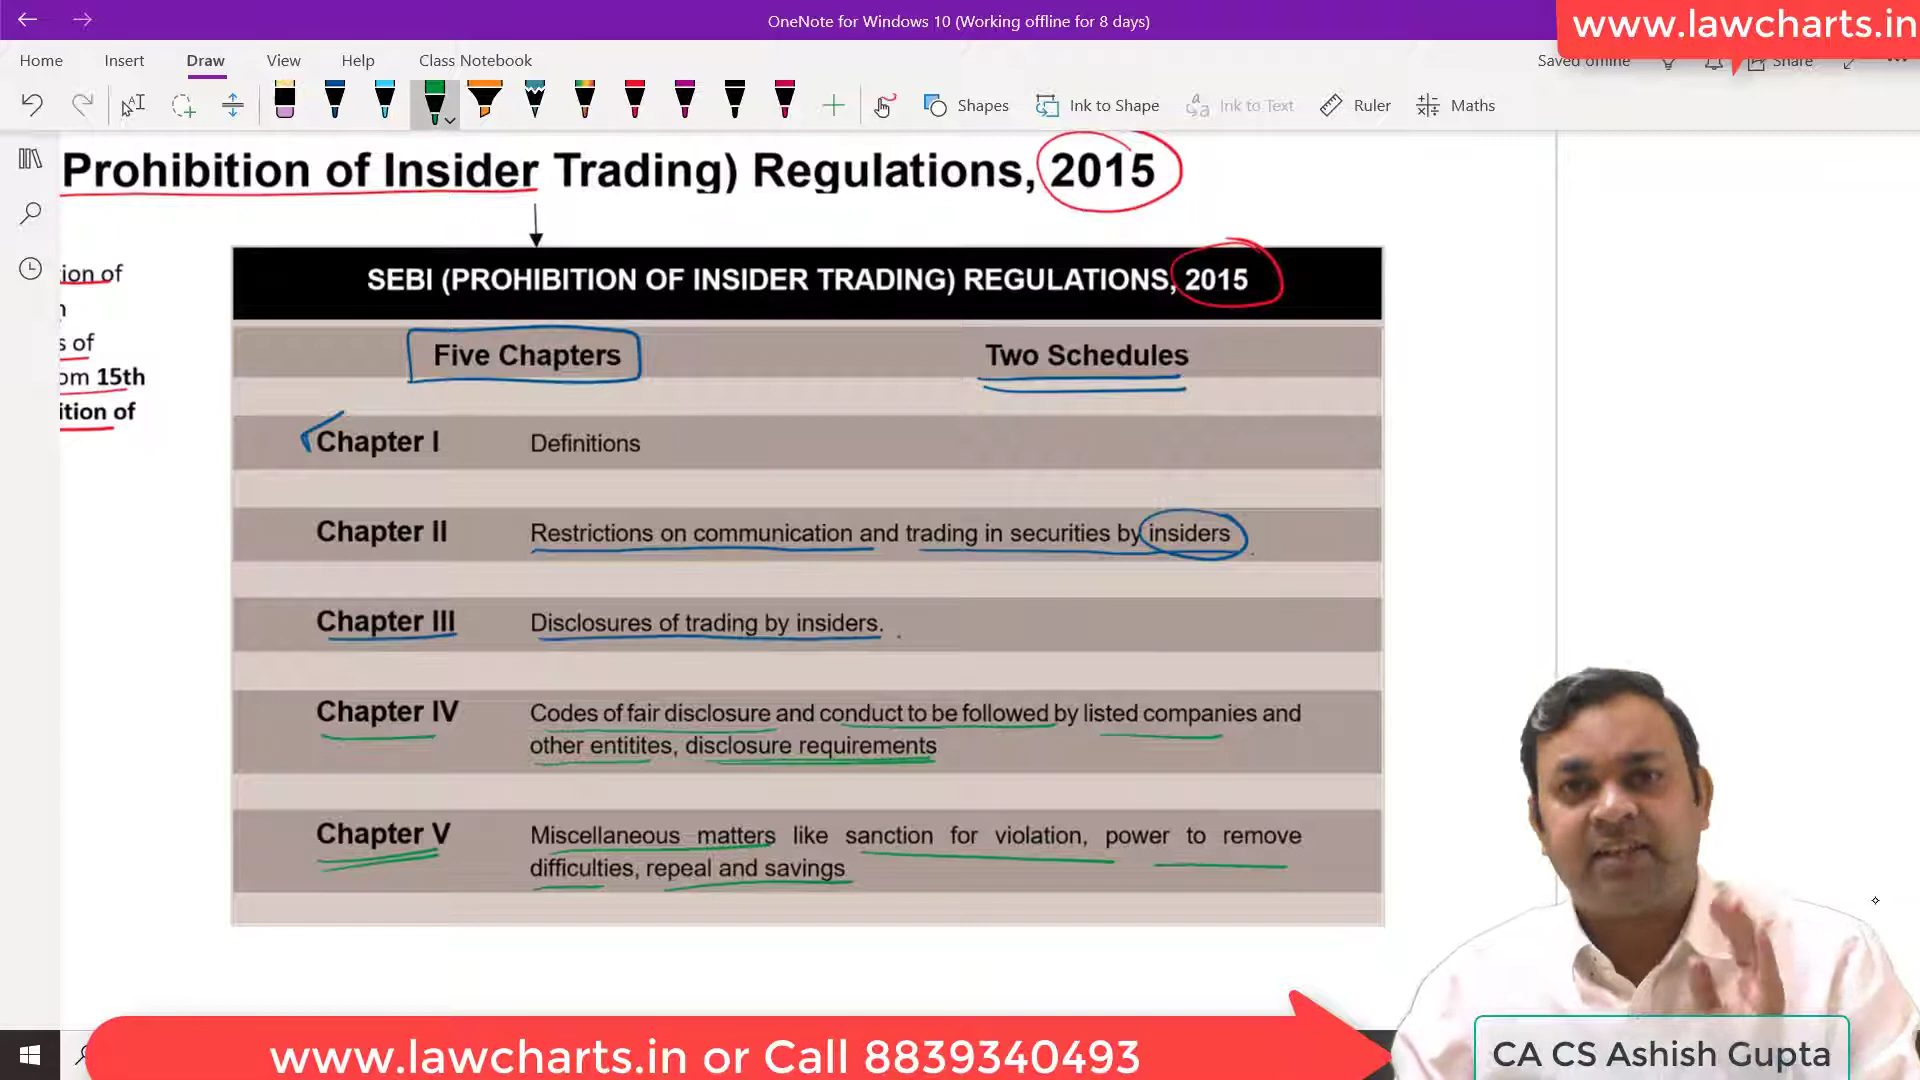 OneNote for Windows 10 (Working offline for 8 days)
www.lawcharts.in
Home Insert Draw View Help Class Notebook
Saved offline Share
Shapes Ink to Shape Ink to Text Ruler Maths
Prohibition of Insider Trading) Regulations, 2015
tion of
n
s of
om 15th
ition of
SEBI (PROHIBITION OF INSIDER TRADING) REGULATIONS, 2015
Five Chapters Two Schedules
Chapter I Definitions
Chapter II Restrictions on communication and trading in securities by insiders
Chapter III Disclosures of trading by insiders.
Chapter IV Codes of fair disclosure and conduct to be followed by listed companies and
other entitites, disclosure requirements
Chapter V Miscellaneous matters like sanction for violation, power to remove
difficulties, repeal and savings
www.lawcharts.in or Call 8839340493
CA CS Ashish Gupta